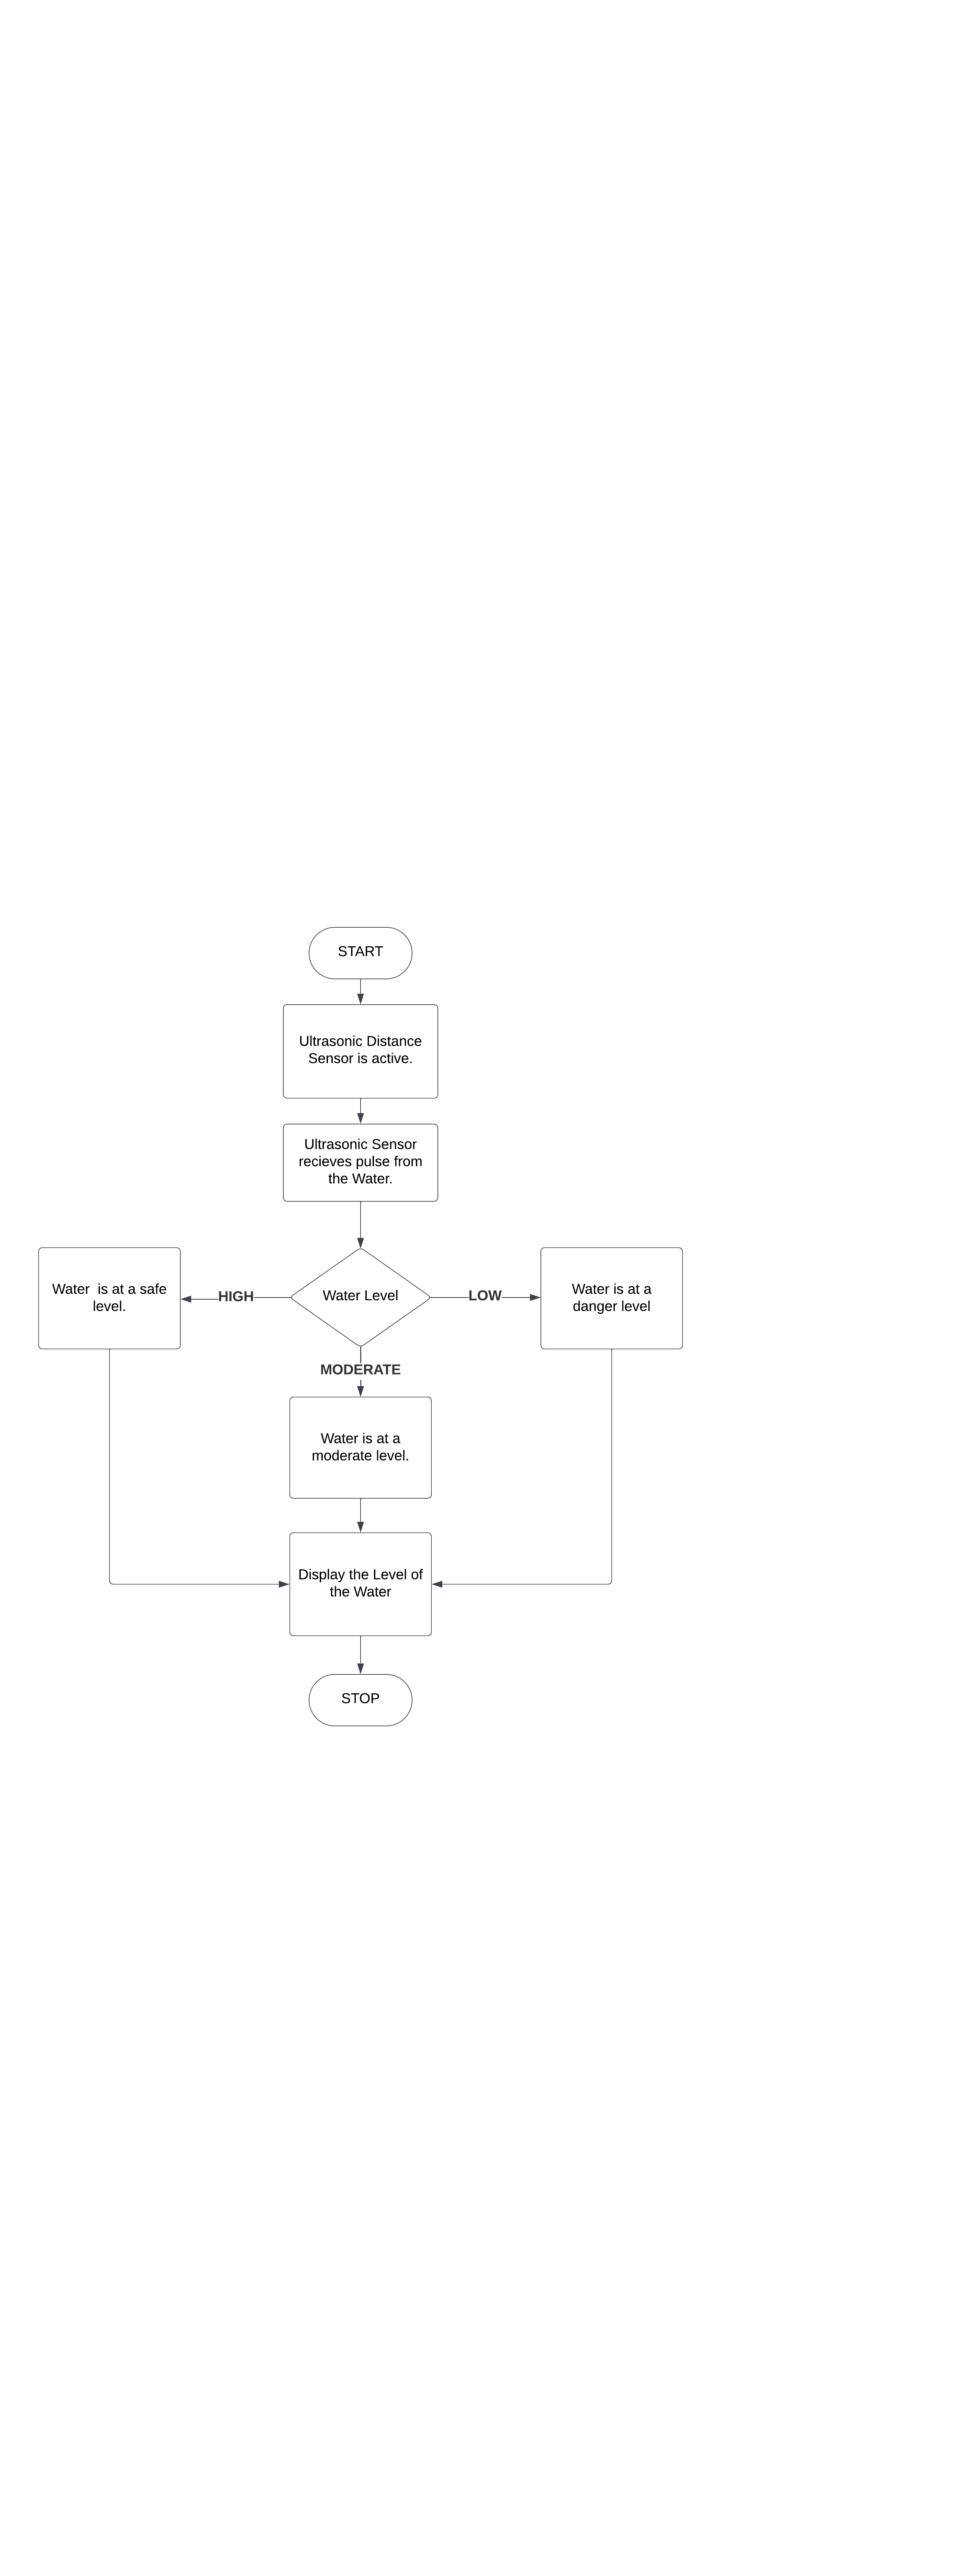 START
Ultrasonic Distance
Sensor is active.
Ultrasonic Sensor
recieves pulse from
the Water.
Water  is at a safe
level.
HIGH
Water Level
LOW
Water is at a
danger level
MODERATE
Water is at a
moderate level.
Display the Level of
the Water
STOP